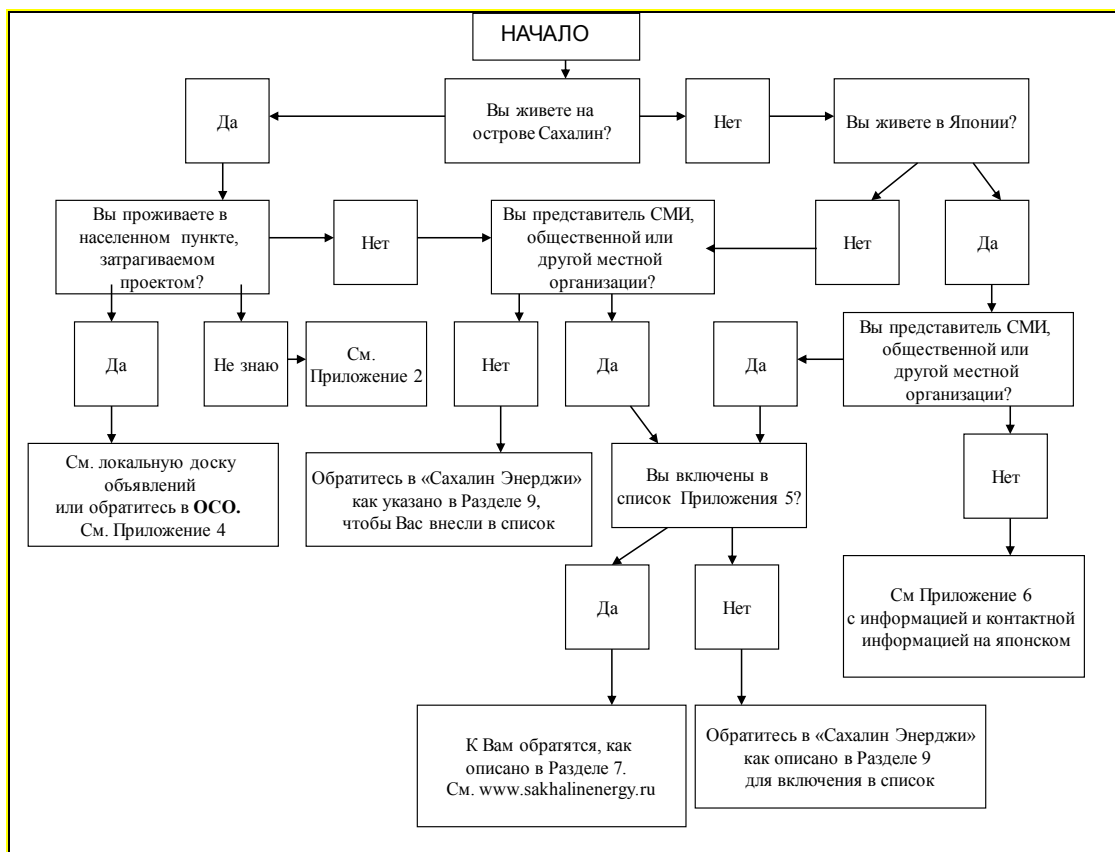 НАЧАЛО
Да
Вы живете на
острове Сахалин?
Нет
Вы живете в Японии?
Вы проживаете в
населенном пункте,
затрагиваемом
проектом?
Нет
Вы представитель СМИ,
общественной или
другой местной
организации?
Нет
Да
Да
Не знаю
См.
Приложение 2
Нет
Да
Да
Вы представитель СМИ,
общественной или
другой местной
организации?
См. локальную доску
объявлений
или обратитесь в ОСО.
См. Приложение 4
Обратитесь в «Сахалин Энерджи»
как указано в Разделе 9,
чтобы Вас внесли в список
Вы включены в
список Приложения 5?
Нет
Да
Нет
См Приложение 6
с информацией и контактной
информацией на японском
К Вам обратятся, как
описано в Разделе 7.
См. www.sakhalinenergy.ru
Обратитесь в «Сахалин Энерджи»
как описано в Разделе 9
для включения в список